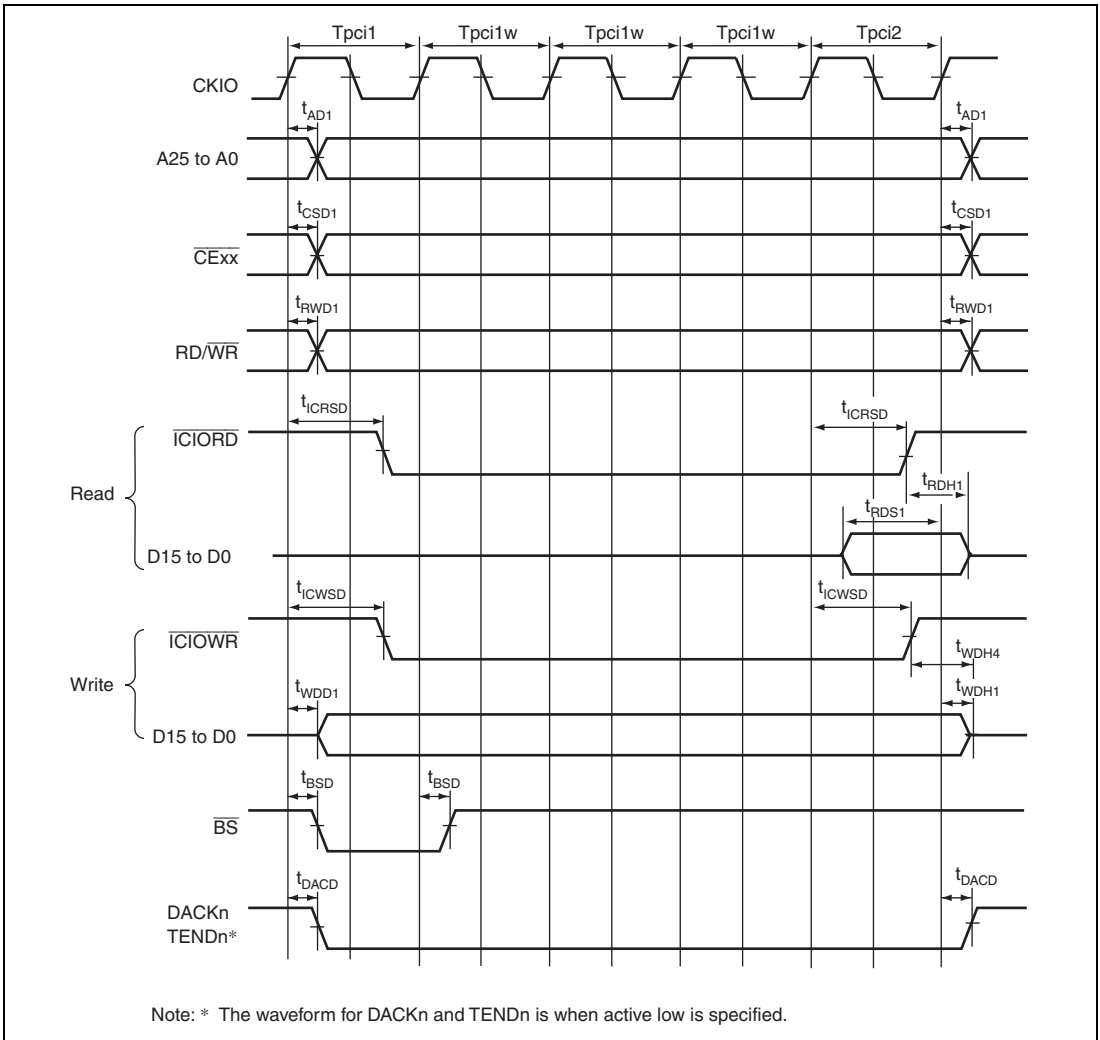 Tpci1 Tpci1w Tpci1w Tpci1w Tpci2
CKIO
tAD1 tAD1
A25 to A0
tCSD1 tCSD1
CExx
tRWD1 tRWD1
RD/WR
tICRSD tICRSD
ICIORD
tRDH1
Read
tRDS1
D15 to D0
tICWSD tICWSD
ICIOWR
tWDH4
Write
tWDD1 tWDH1
D15 to D0
tBSD tBSD
BS
tDACD tDACD
DACKn
TENDn*
Note: * The waveform for DACKn and TENDn is when active low is specified.